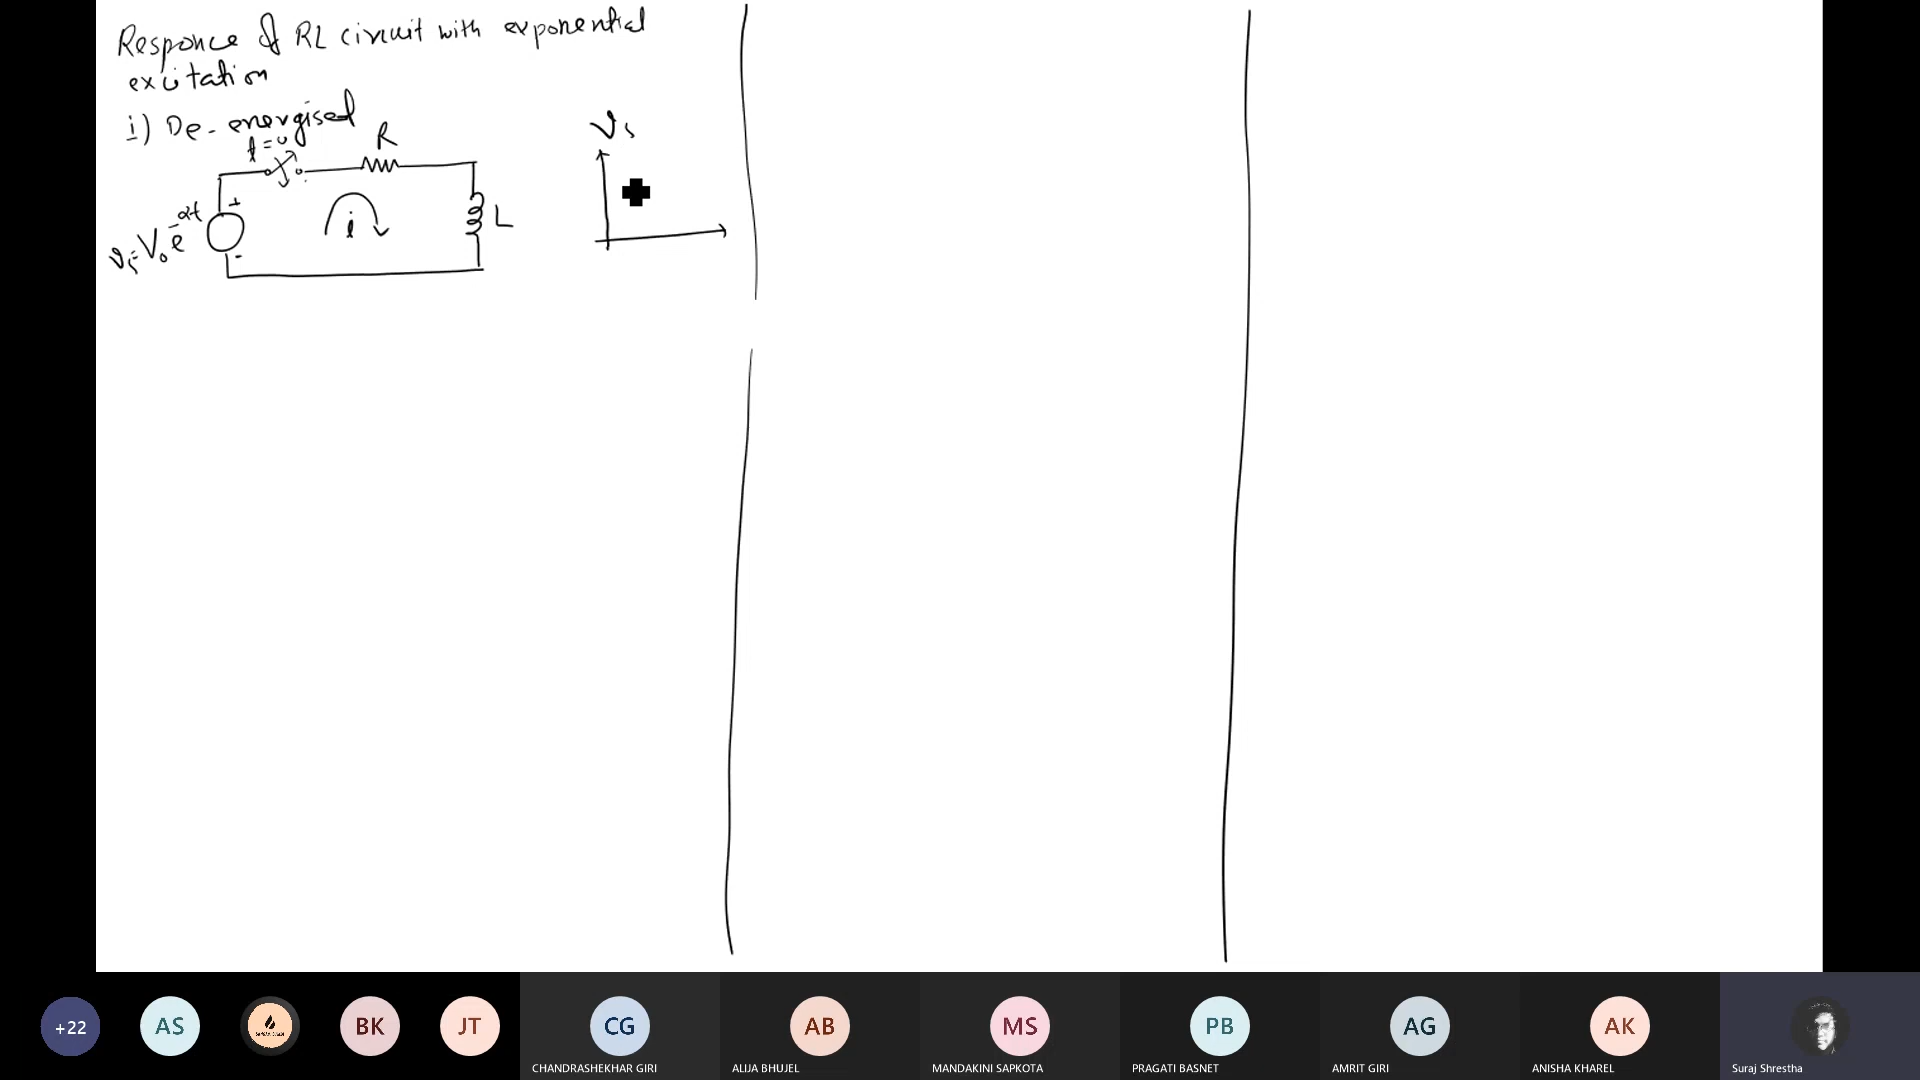 Responce of RL circuit with exponential
excitation
i) De-energised
t=0
R
L
i
+
-
vs=V₀e^-αt
Vs
+22
AS
BK
JT
CG
AB
MS
PB
AG
AK
CHANDRASHEKHAR GIRI
ALIJA BHUJEL
MANDAKINI SAPKOTA
PRAGATI BASNET
AMRIT GIRI
ANISHA KHAREL
Suraj Shrestha